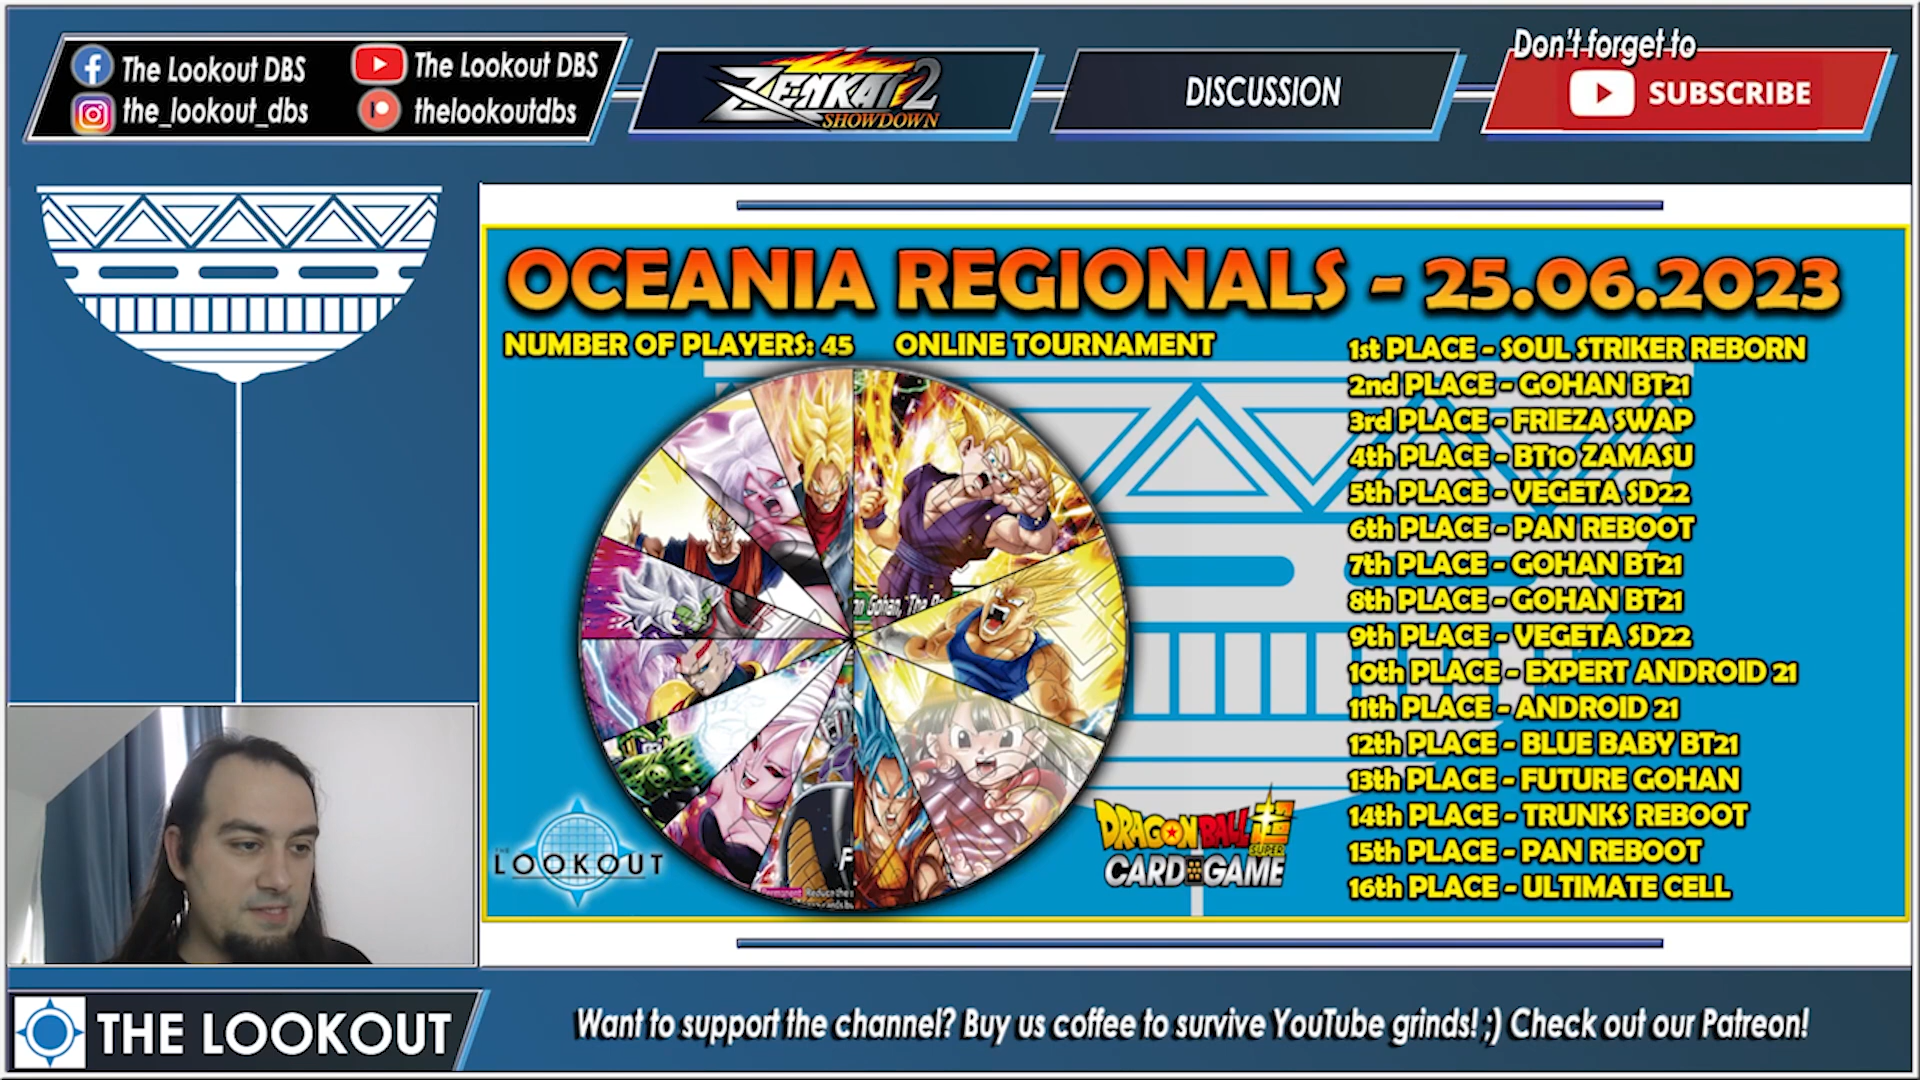 The Lookout DBS
The Lookout DBS
the_lookout_dbs
thelookoutdbs
ZENKAI 2
SHOWDOWN
DISCUSSION
Don't forget to
SUBSCRIBE
OCEANIA REGIONALS - 25.06.2023
NUMBER OF PLAYERS: 45
ONLINE TOURNAMENT
1st PLACE - SOUL STRIKER REBORN
2nd PLACE - GOHAN BT21
3rd PLACE - FRIEZA SWAP
4th PLACE - BT10 ZAMASU
5th PLACE - VEGETA SD22
6th PLACE - PAN REBOOT
7th PLACE - GOHAN BT21
8th PLACE - GOHAN BT21
9th PLACE - VEGETA SD22
10th PLACE - EXPERT ANDROID 21
11th PLACE - ANDROID 21
12th PLACE - BLUE BABY BT21
13th PLACE - FUTURE GOHAN
14th PLACE - TRUNKS REBOOT
15th PLACE - PAN REBOOT
16th PLACE - ULTIMATE CELL
Gohan, The
THE
LOOKOUT
F
DRAGON BALL
SUPER
CARD GAME
THE LOOKOUT
Want to support the channel? Buy us coffee to survive YouTube grinds! ;) Check out our Patreon!